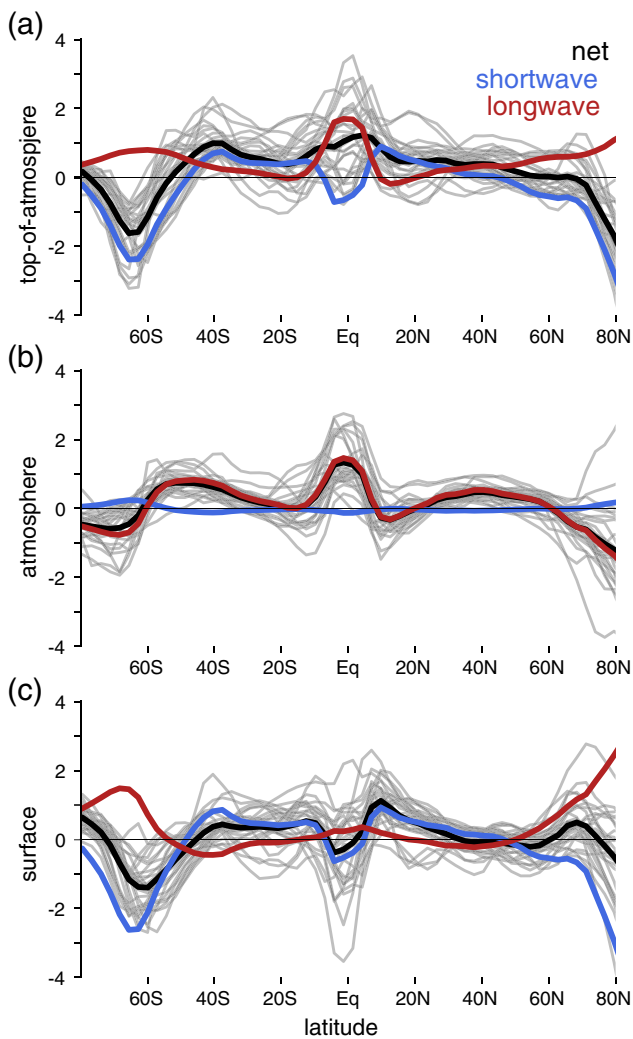 (a)
4
2
0
-2
-4
top-of-atmospjere
net
shortwave
longwave
60S 40S 20S Eq 20N 40N 60N 80N
(b)
4
2
0
-2
-4
atmosphere
60S 40S 20S Eq 20N 40N 60N 80N
(c)
4
2
0
-2
-4
surface
60S 40S 20S Eq 20N 40N 60N 80N
latitude